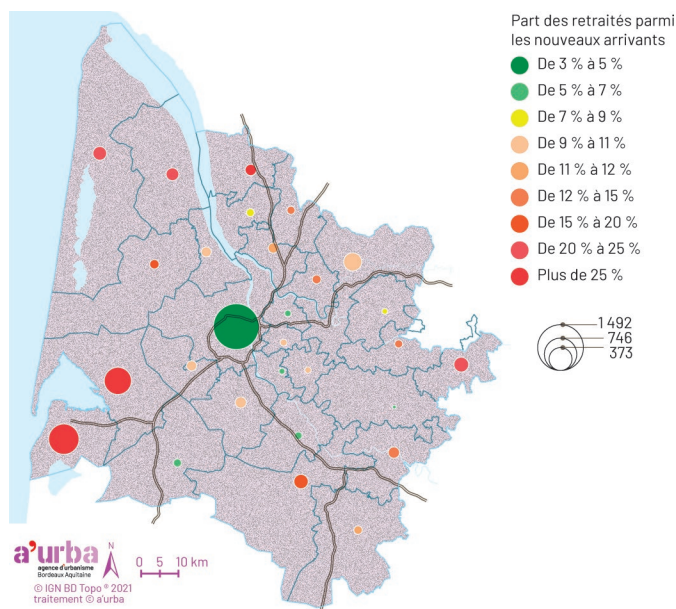 Part des retraités parmi
les nouveaux arrivants
De 3 % à 5 %
De 5 % à 7 %
De 7 % à 9 %
De 9 % à 11 %
De 11 % à 12 %
De 12 % à 15 %
De 15 % à 20 %
De 20 % à 25 %
Plus de 25 %
1 492
746
373
a'urba
agence d'urbanisme
Bordeaux Aquitaine
N
0 5 10 km
© IGN BD Topo ® 2021
traitement © a'urba